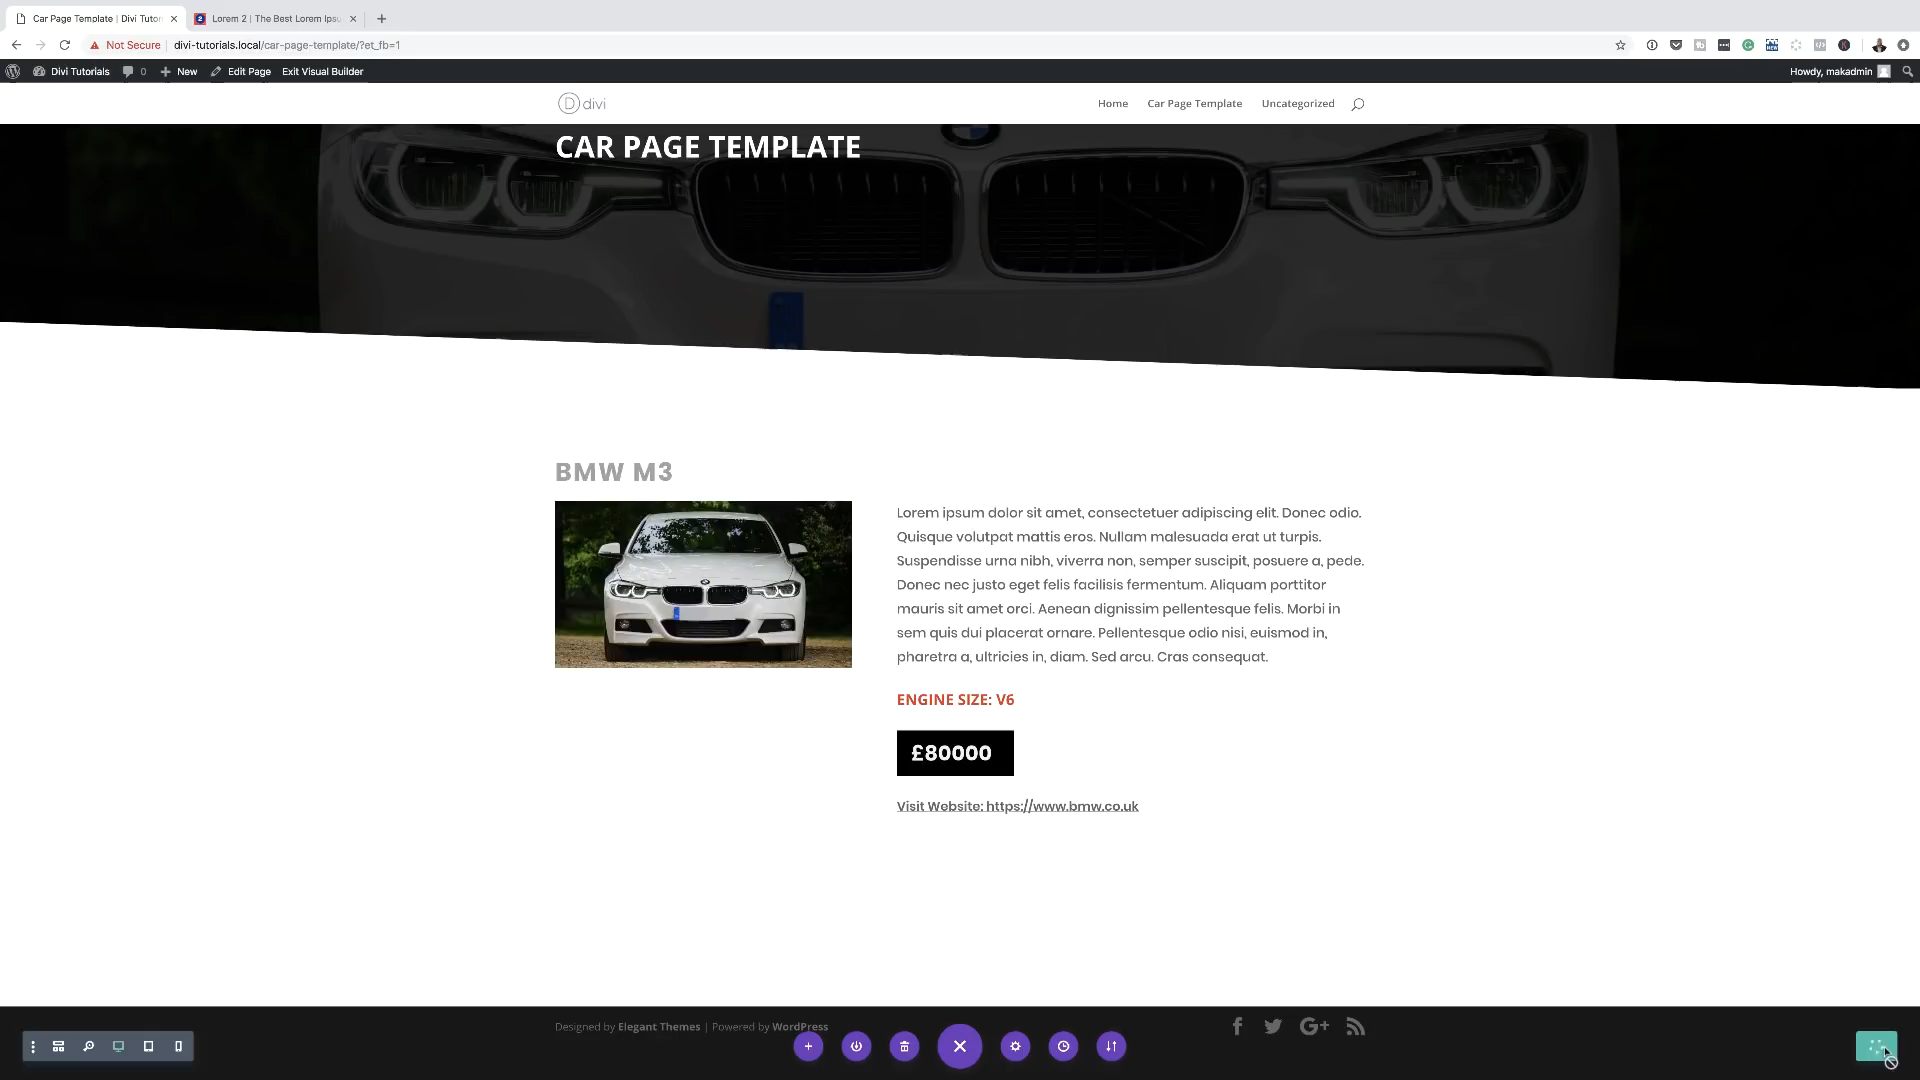 Car Page Template | Divi Tutori
Lorem 2 | The Best Lorem Ipsu
Not Secure
divi-tutorials.local/car-page-template/?et_fb=1
Divi Tutorials
0
New
Edit Page
Exit Visual Builder
Howdy, makadmin
divi
Home
Car Page Template
Uncategorized
CAR PAGE TEMPLATE
BMW M3
Lorem ipsum dolor sit amet, consectetuer adipiscing elit. Donec odio.
Quisque volutpat mattis eros. Nullam malesuada erat ut turpis.
Suspendisse urna nibh, viverra non, semper suscipit, posuere a, pede.
Donec nec justo eget felis facilisis fermentum. Aliquam porttitor
mauris sit amet orci. Aenean dignissim pellentesque felis. Morbi in
sem quis dui placerat ornare. Pellentesque odio nisi, euismod in,
pharetra a, ultricies in, diam. Sed arcu. Cras consequat.
ENGINE SIZE: V6
£80000
Visit Website: https://www.bmw.co.uk
Designed by Elegant Themes | Powered by WordPress